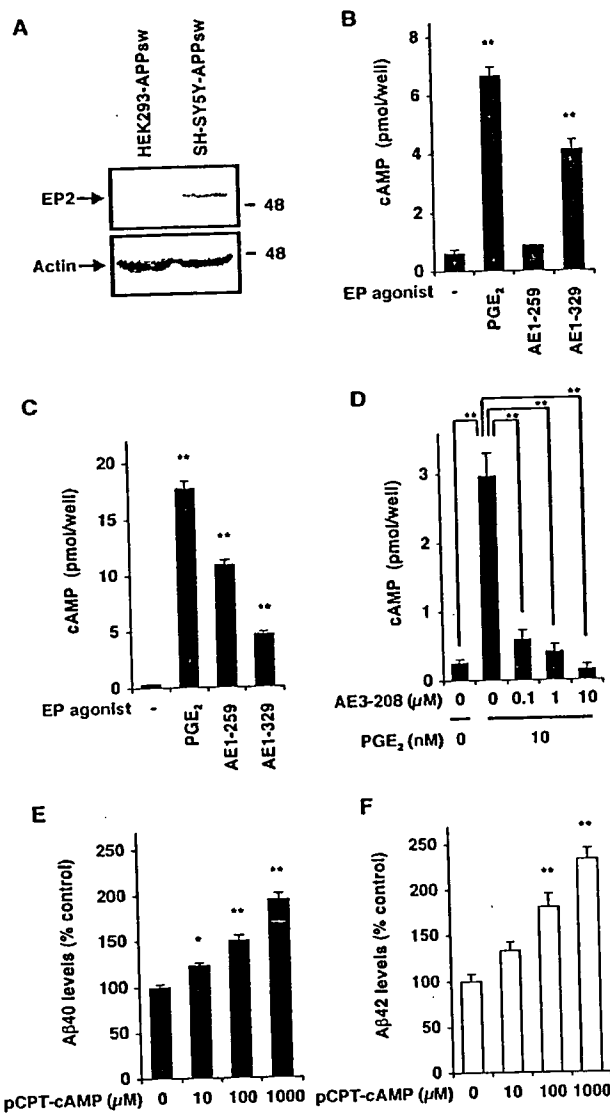 A
HEK293-APPsw
SH-SY5Y-APPsw
EP2
- 48
Actin
- 48
B
**
**
8
6
4
2
0
cAMP (pmol/well)
EP agonist
-
PGE₂
AE1-259
AE1-329
C
**
**
**
20
15
10
5
0
cAMP (pmol/well)
EP agonist
-
PGE₂
AE1-259
AE1-329
D
**
**
**
**
3
2
1
0
cAMP (pmol/well)
AE3-208 (µM) 0 0 0.1 1 10
PGE₂ (nM) 0 10
E
*
**
**
250
200
150
100
50
0
Aβ40 levels (% control)
pCPT-cAMP (µM) 0 10 100 1000
F
**
**
250
200
150
100
50
0
Aβ42 levels (% control)
pCPT-cAMP (µM) 0 10 100 1000